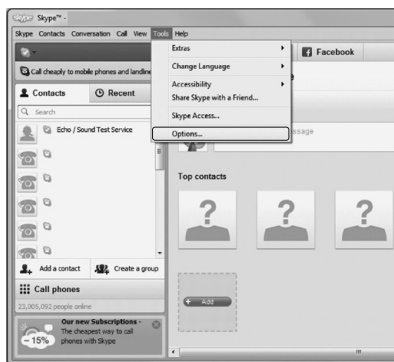 Skype™ -
Skype Contacts Conversation Call View Tools Help
Extras
Change Language
Accessibility
Share Skype with a Friend...
Skype Access...
Options...
Facebook
Call cheaply to mobile phones and landline
Contacts
Recent
Search
Echo / Sound Test Service
Top contacts
Add a contact
Create a group
Call phones
23,005,092 people online
+ Add
Our new Subscriptions -
The cheapest way to call
phones with Skype
- 15%